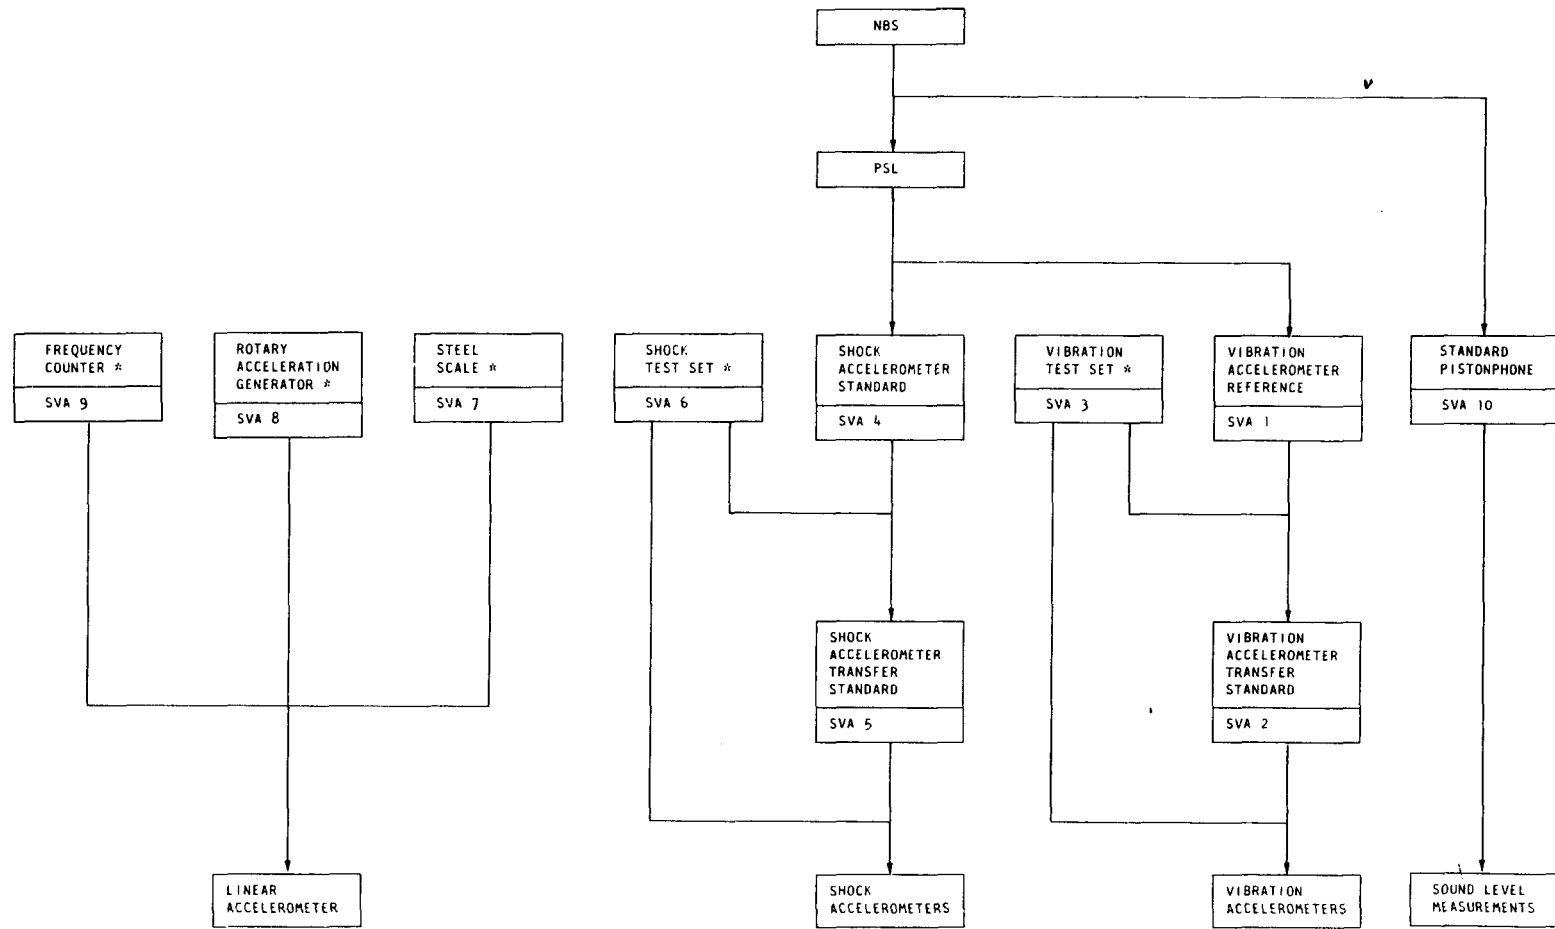 NBS
PSL
FREQUENCY
COUNTER *
SVA 9
ROTARY
ACCELERATION
GENERATOR *
SVA 8
STEEL
SCALE *
SVA 7
SHOCK
TEST SET *
SVA 6
SHOCK
ACCELEROMETER
STANDARD
SVA 4
VIBRATION
TEST SET *
SVA 3
VIBRATION
ACCELEROMETER
REFERENCE
SVA 1
STANDARD
PISTONPHONE
SVA 10
SHOCK
ACCELEROMETER
TRANSFER
STANDARD
SVA 5
VIBRATION
ACCELEROMETER
TRANSFER
STANDARD
SVA 2
LINEAR
ACCELEROMETER
SHOCK
ACCELEROMETERS
VIBRATION
ACCELEROMETERS
SOUND LEVEL
MEASUREMENTS